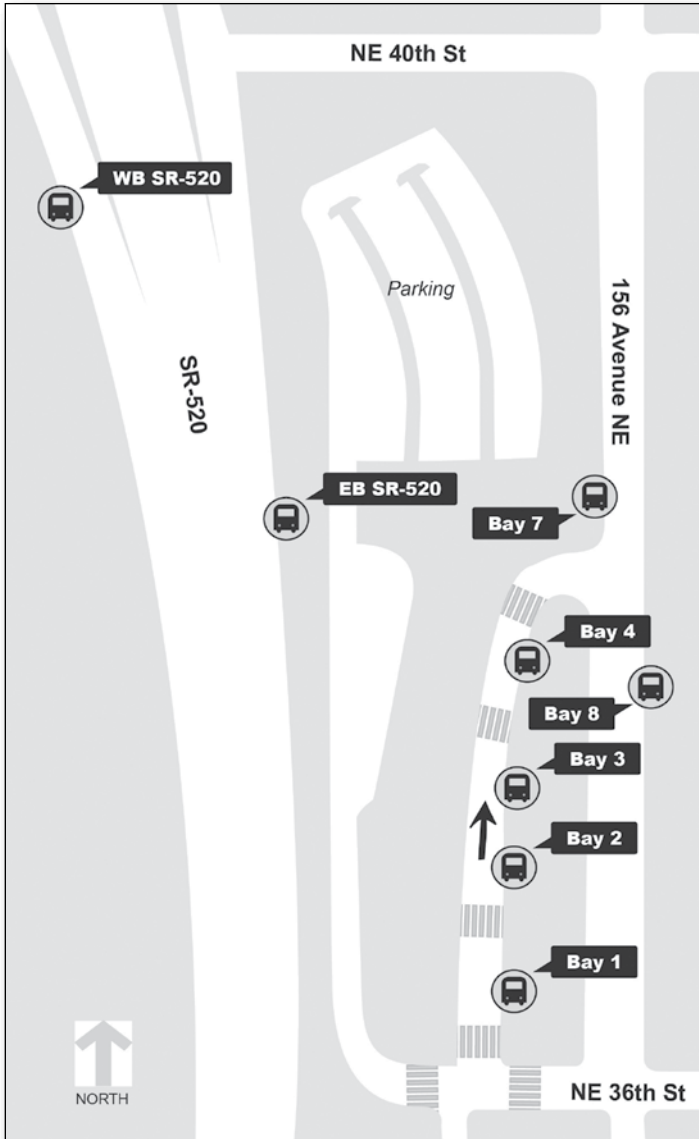 NE 40th St
WB SR-520
Parking
156 Avenue NE
SR-520
EB SR-520
Bay 7
Bay 4
Bay 8
Bay 3
Bay 2
Bay 1
NE 36th St
NORTH